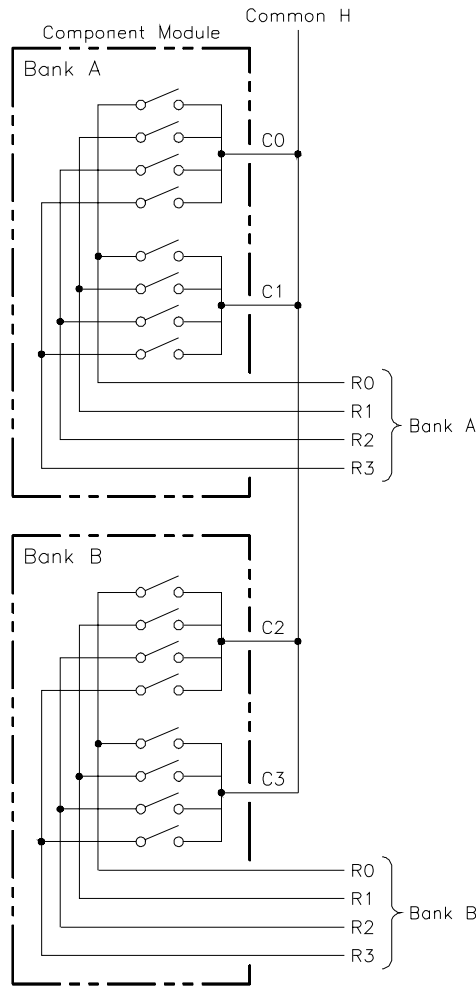 Common H
Component Module
Bank A
C0
C1
R0
R1
R2
R3
Bank A
Bank B
C2
C3
R0
R1
R2
R3
Bank B